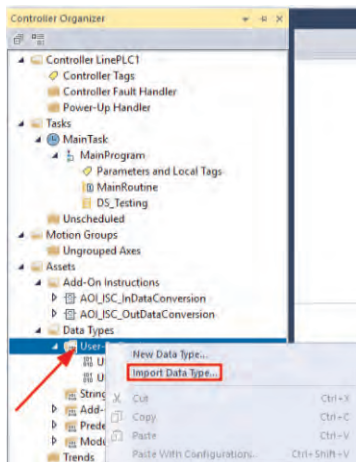 Controller Organizer
Controller LinePLC1
Controller Tags
Controller Fault Handler
Power-Up Handler
Tasks
MainTask
MainProgram
Parameters and Local Tags
MainRoutine
DS_Testing
Unscheduled
Motion Groups
Ungrouped Axes
Assets
Add-On Instructions
AOI_ISC_InDataConversion
AOI_ISC_OutDataConversion
Data Types
User-
U
U
String
Add-
Prede
Modu
Trends
New Data Type...
Import Data Type...
Cut Ctrl+X
Copy Ctrl+C
Paste Ctrl+V
Paste With Configuration... Ctrl+Shift+V